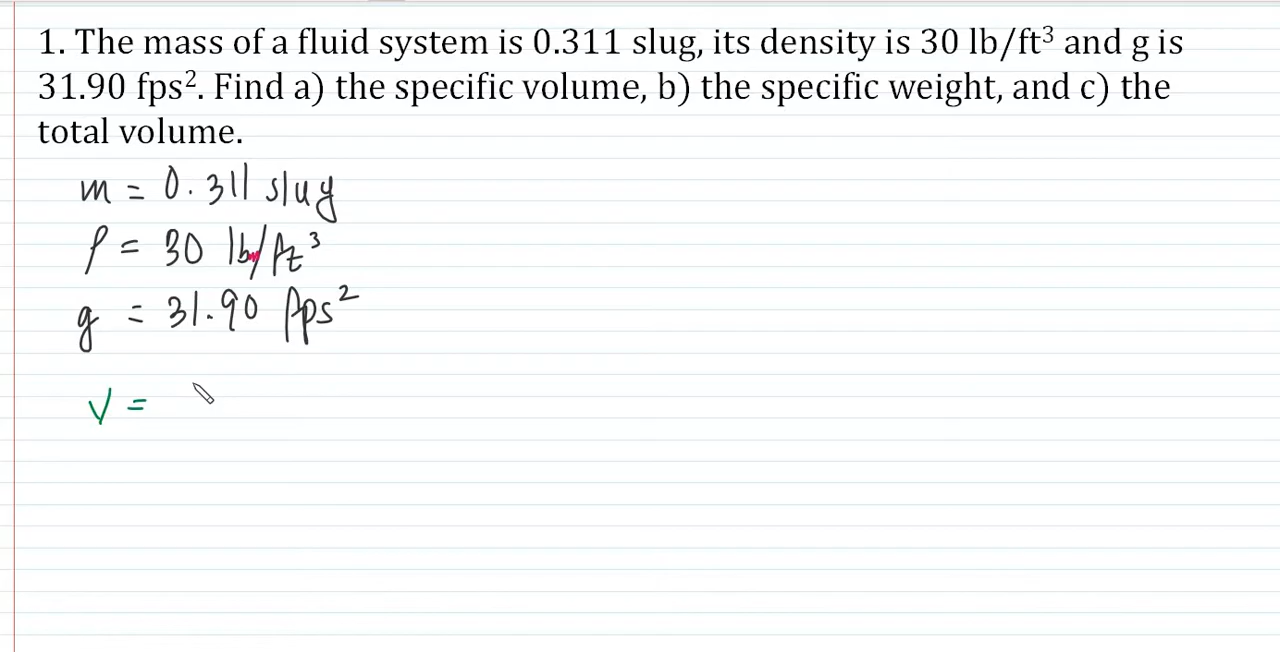 1. The mass of a fluid system is 0.311 slug, its density is 30 lb/ft³ and g is
31.90 fps². Find a) the specific volume, b) the specific weight, and c) the
total volume.
m = 0.311 slug
ρ = 30 lbm/ft³
g = 31.90 fps²
v =